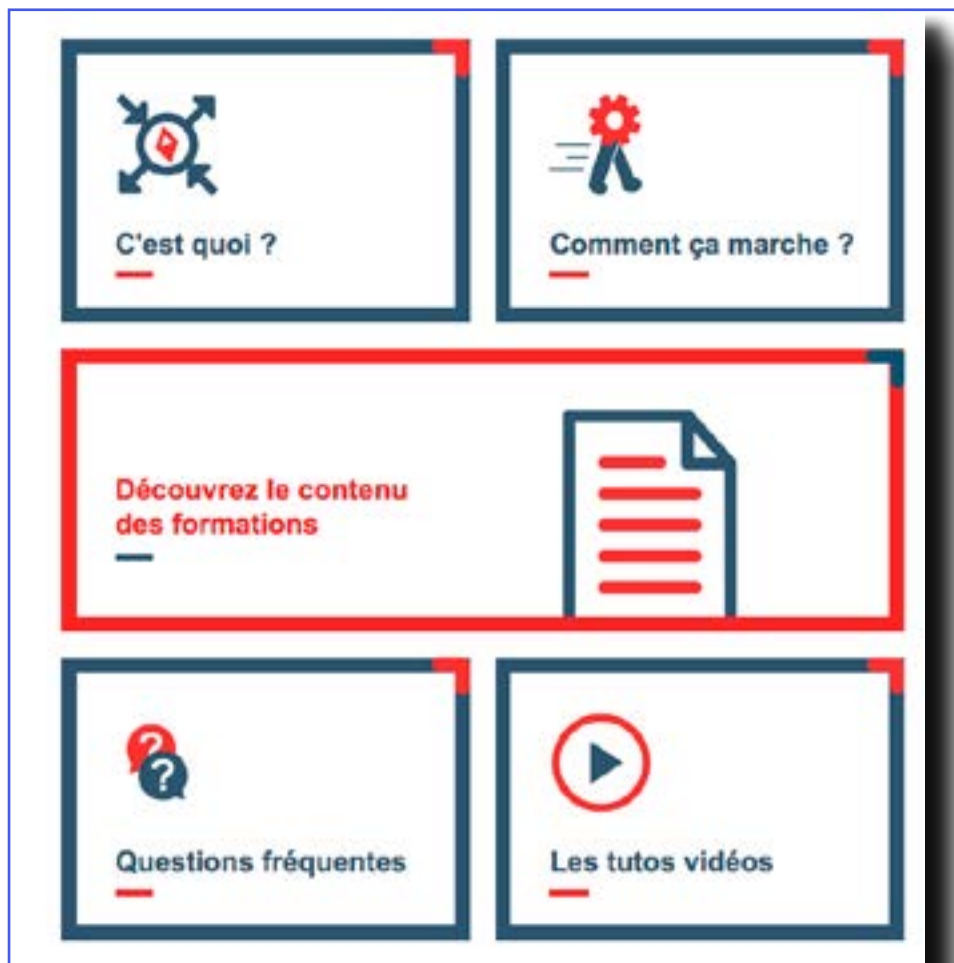 C'est quoi ?
Comment ça marche ?
Découvrez le contenu
des formations
? ?
Questions fréquentes
Les tutos vidéos